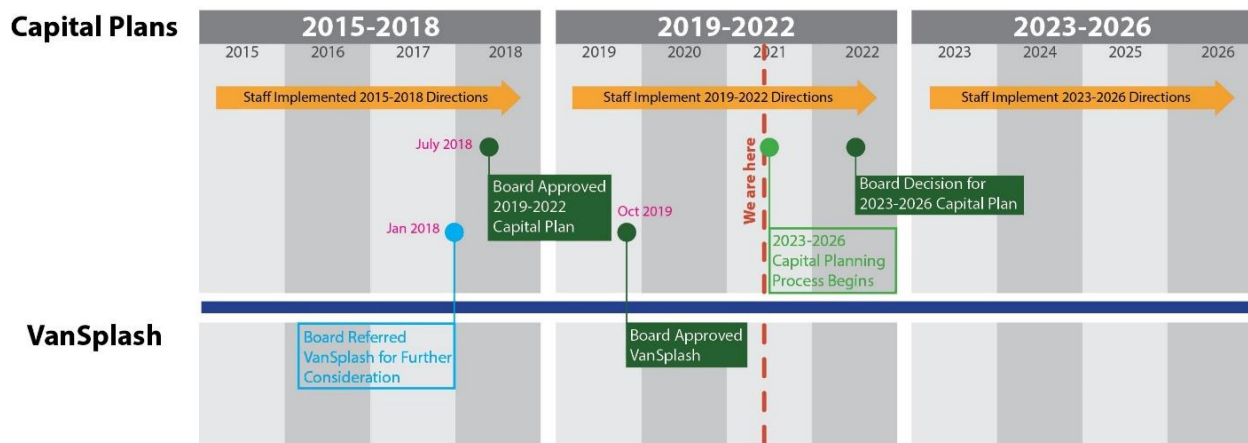 Capital Plans
2015-2018
2019-2022
2023-2026
2015
2016
2017
2018
2019
2020
2021
2022
2023
2024
2025
2026
Staff Implemented 2015-2018 Directions
Staff Implement 2019-2022 Directions
Staff Implement 2023-2026 Directions
July 2018
Board Approved
2019-2022
Capital Plan
Jan 2018
Oct 2019
We are here
Board Decision for
2023-2026 Capital Plan
2023-2026
Capital Planning
Process Begins
VanSplash
Board Referred
VanSplash for Further
Consideration
Board Approved
VanSplash